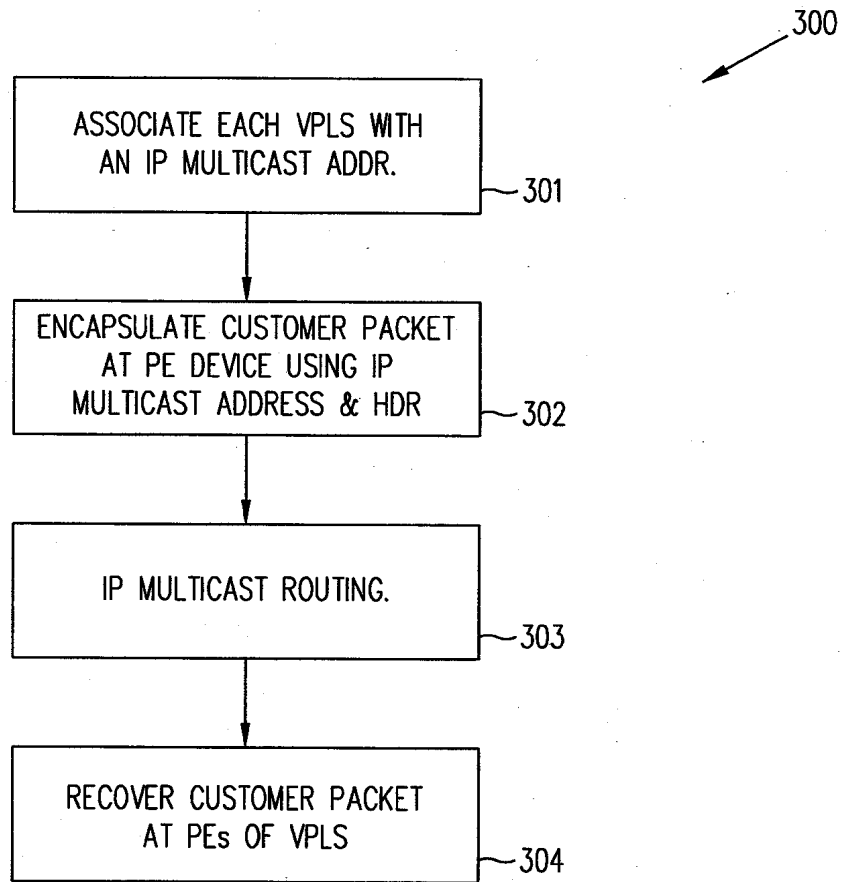 300
ASSOCIATE EACH VPLS WITH
AN IP MULTICAST ADDR.
301
ENCAPSULATE CUSTOMER PACKET
AT PE DEVICE USING IP
MULTICAST ADDRESS & HDR
302
IP MULTICAST ROUTING.
303
RECOVER CUSTOMER PACKET
AT PEs OF VPLS
304